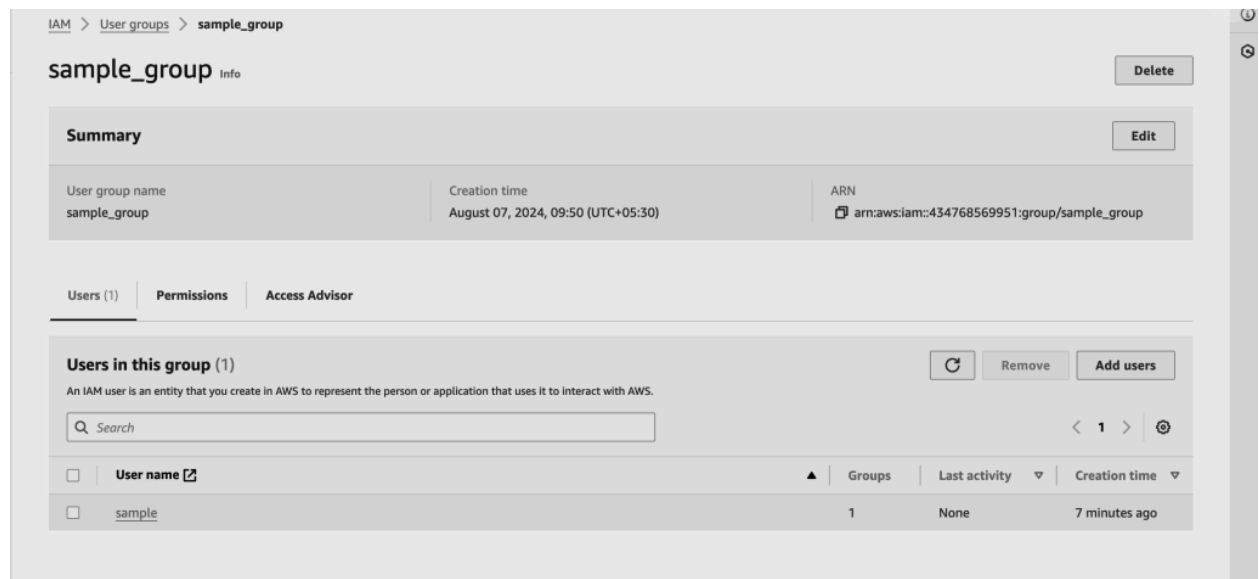 IAM > User groups > sample_group
sample_group Info
Delete
Summary
Edit
User group name
sample_group
Creation time
August 07, 2024, 09:50 (UTC+05:30)
ARN
arn:aws:iam::434768569951:group/sample_group
Users (1)
Permissions
Access Advisor
Users in this group (1)
Remove
Add users
An IAM user is an entity that you create in AWS to represent the person or application that uses it to interact with AWS.
Search
< 1 >
User name
Groups
Last activity
Creation time
sample
1
None
7 minutes ago